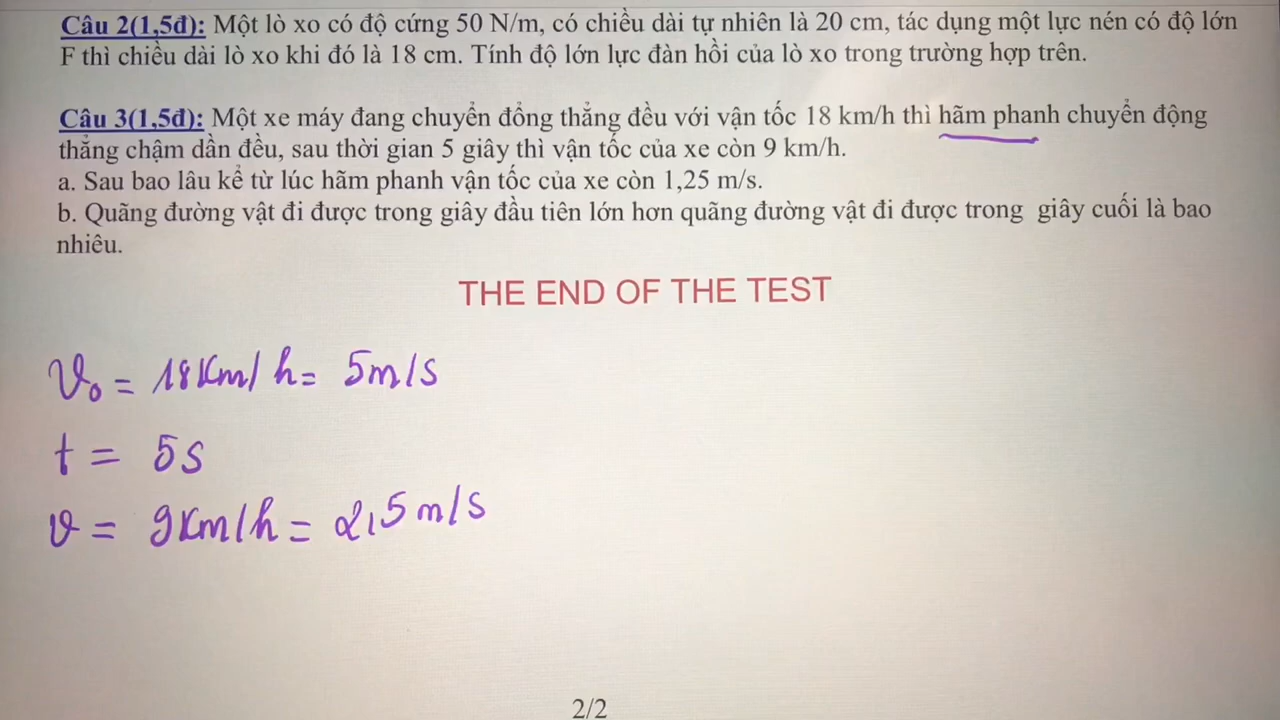 Câu 2(1,5đ): Một lò xo có độ cứng 50 N/m, có chiều dài tự nhiên là 20 cm, tác dụng một lực nén có độ lớn
F thì chiều dài lò xo khi đó là 18 cm. Tính độ lớn lực đàn hồi của lò xo trong trường hợp trên.
Câu 3(1,5đ): Một xe máy đang chuyển đổng thẳng đều với vận tốc 18 km/h thì hãm phanh chuyển động
thẳng chậm dần đều, sau thời gian 5 giây thì vận tốc của xe còn 9 km/h.
a. Sau bao lâu kể từ lúc hãm phanh vận tốc của xe còn 1,25 m/s.
b. Quãng đường vật đi được trong giây đầu tiên lớn hơn quãng đường vật đi được trong giây cuối là bao
nhiêu.
THE END OF THE TEST
v₀ = 18 Km/h = 5m/s
t = 5s
v = 9Km/h = 2,5 m/s
2/2